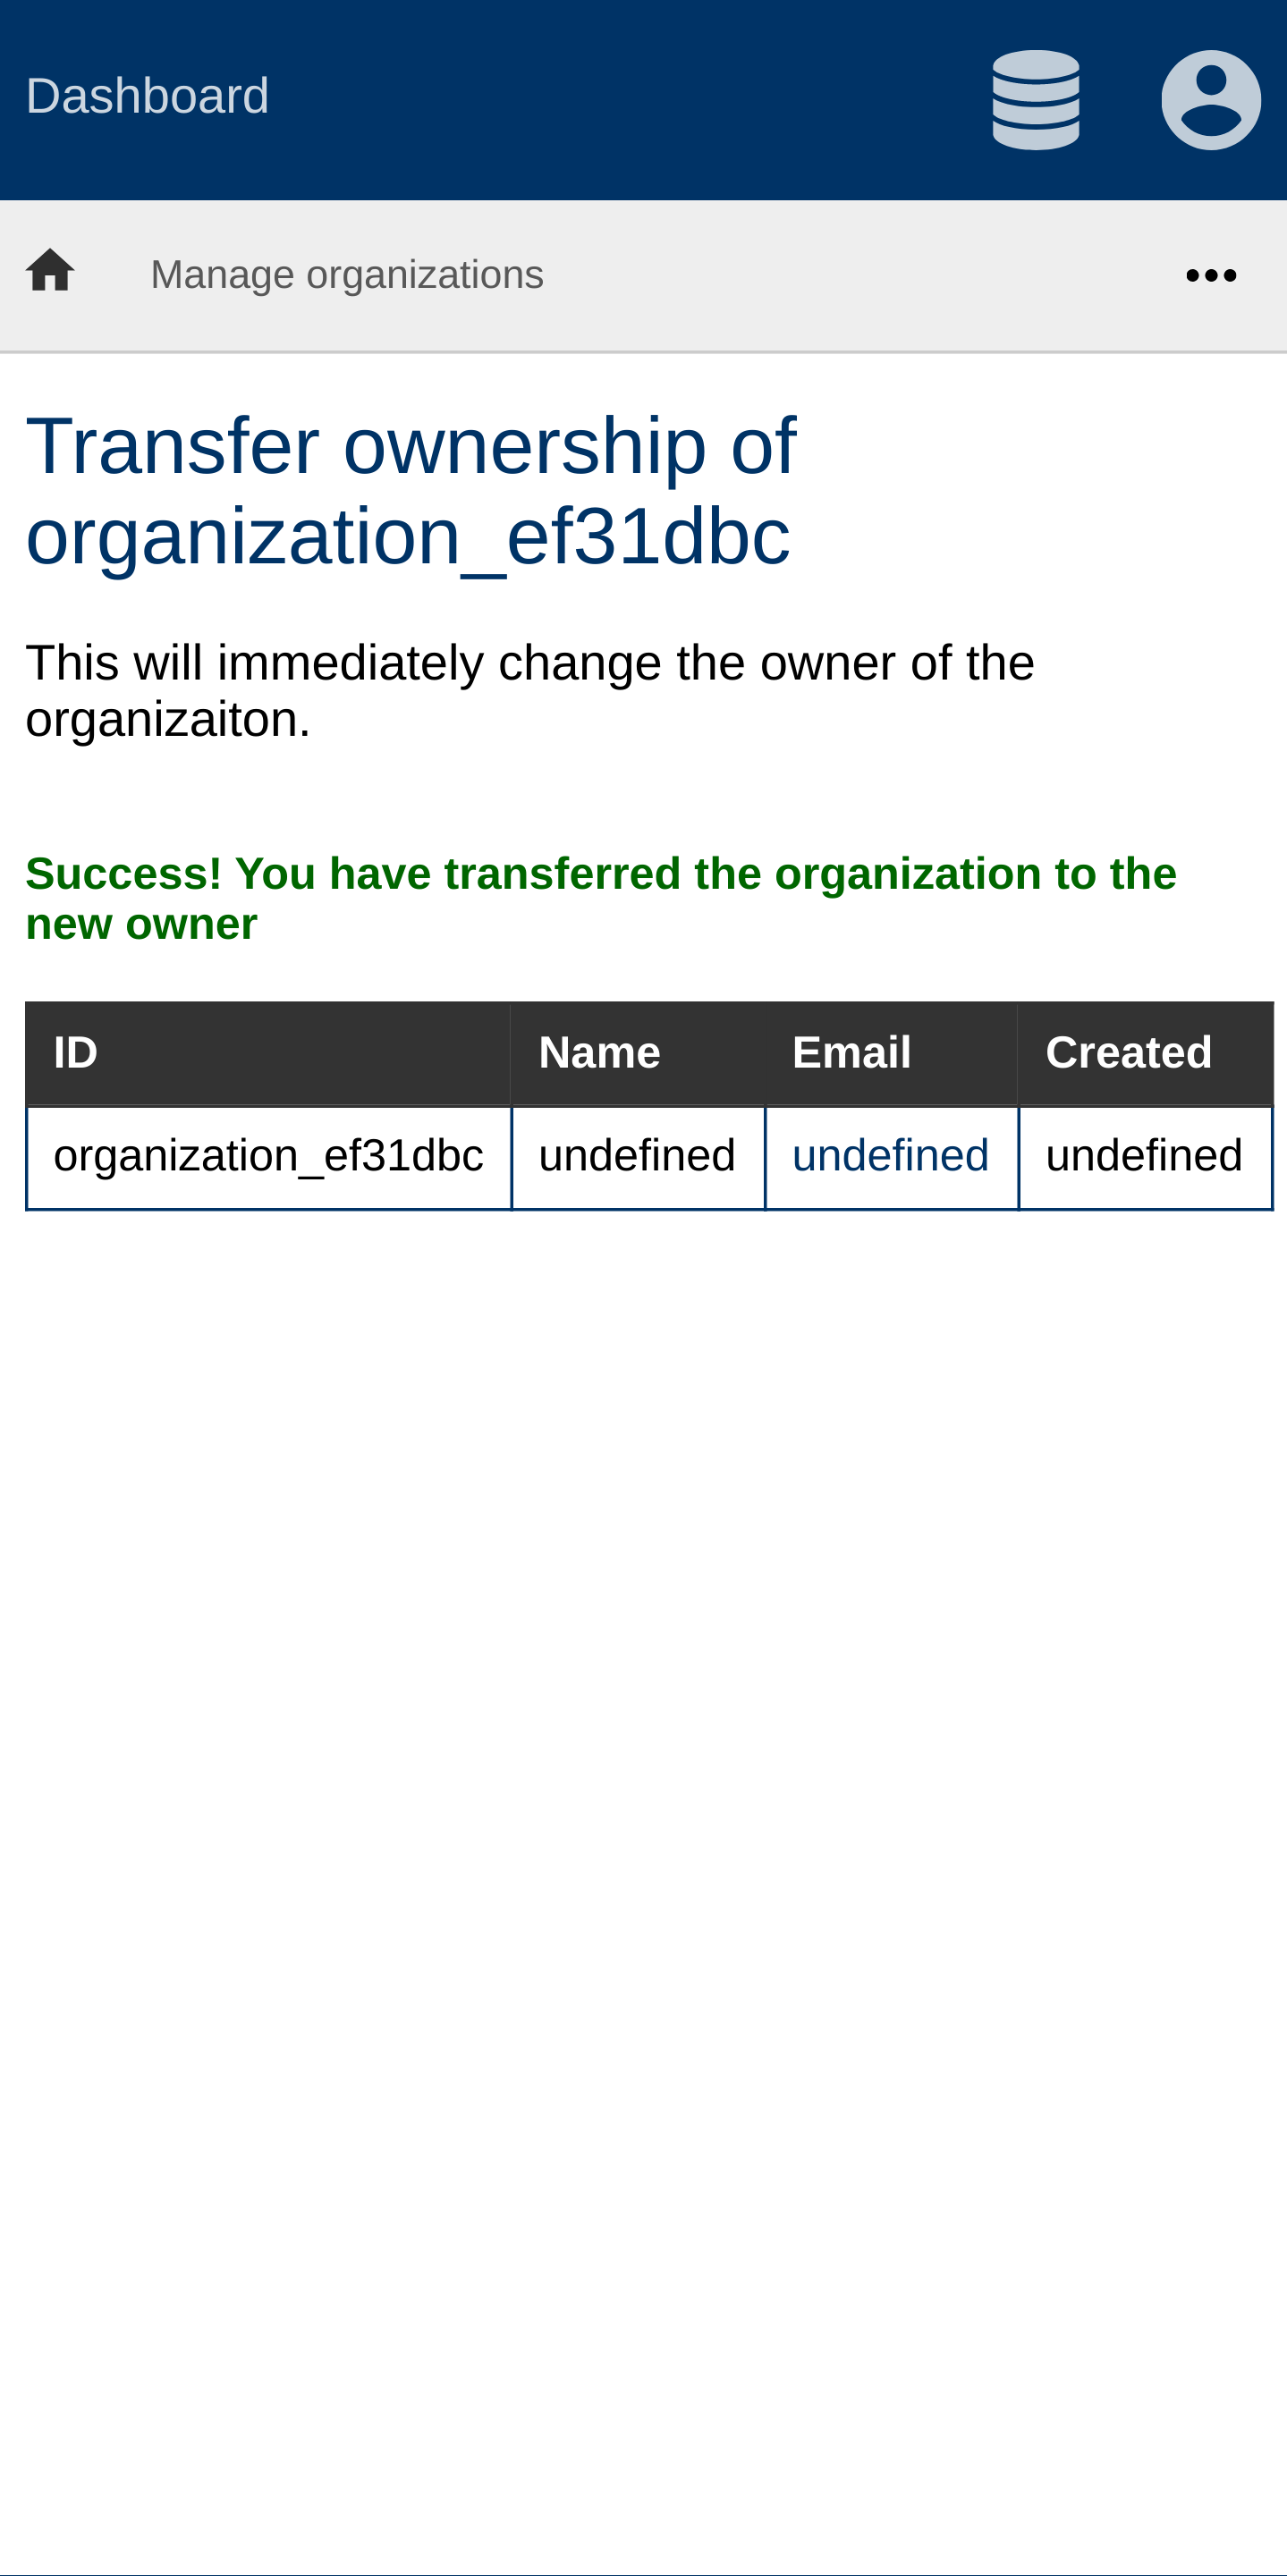 Dashboard
Manage organizations
Transfer ownership of
organization_ef31dbc
This will immediately change the owner of the
organizaiton.
Success! You have transferred the organization to the
new owner
ID Name Email Created
organization_ef31dbc undefined undefined undefined